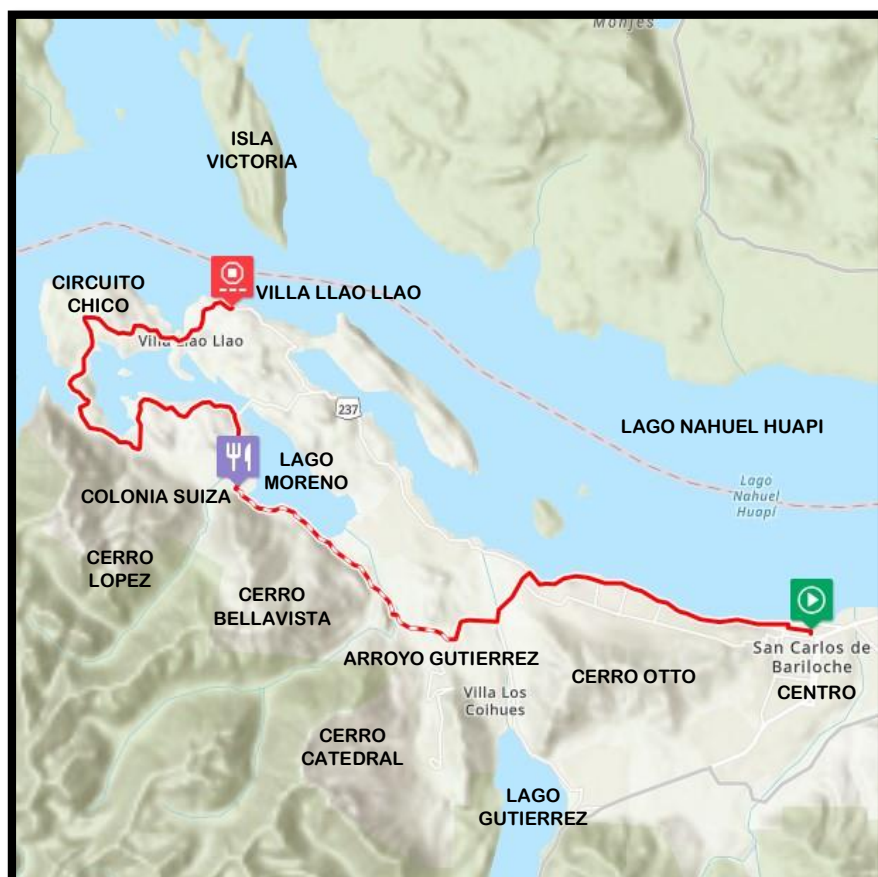 Monjes
ISLA
VICTORIA
CIRCUITO
CHICO
VILLA LLAO LLAO
Villa Llao Llao
237
LAGO NAHUEL HUAPI
LAGO
MORENO
Lago
Nahuel
Huapí
COLONIA SUIZA
CERRO
LOPEZ
CERRO
BELLAVISTA
ARROYO GUTIERREZ
San Carlos de
Bariloche
CERRO OTTO
CENTRO
Villa Los
Coihues
CERRO
CATEDRAL
LAGO
GUTIERREZ